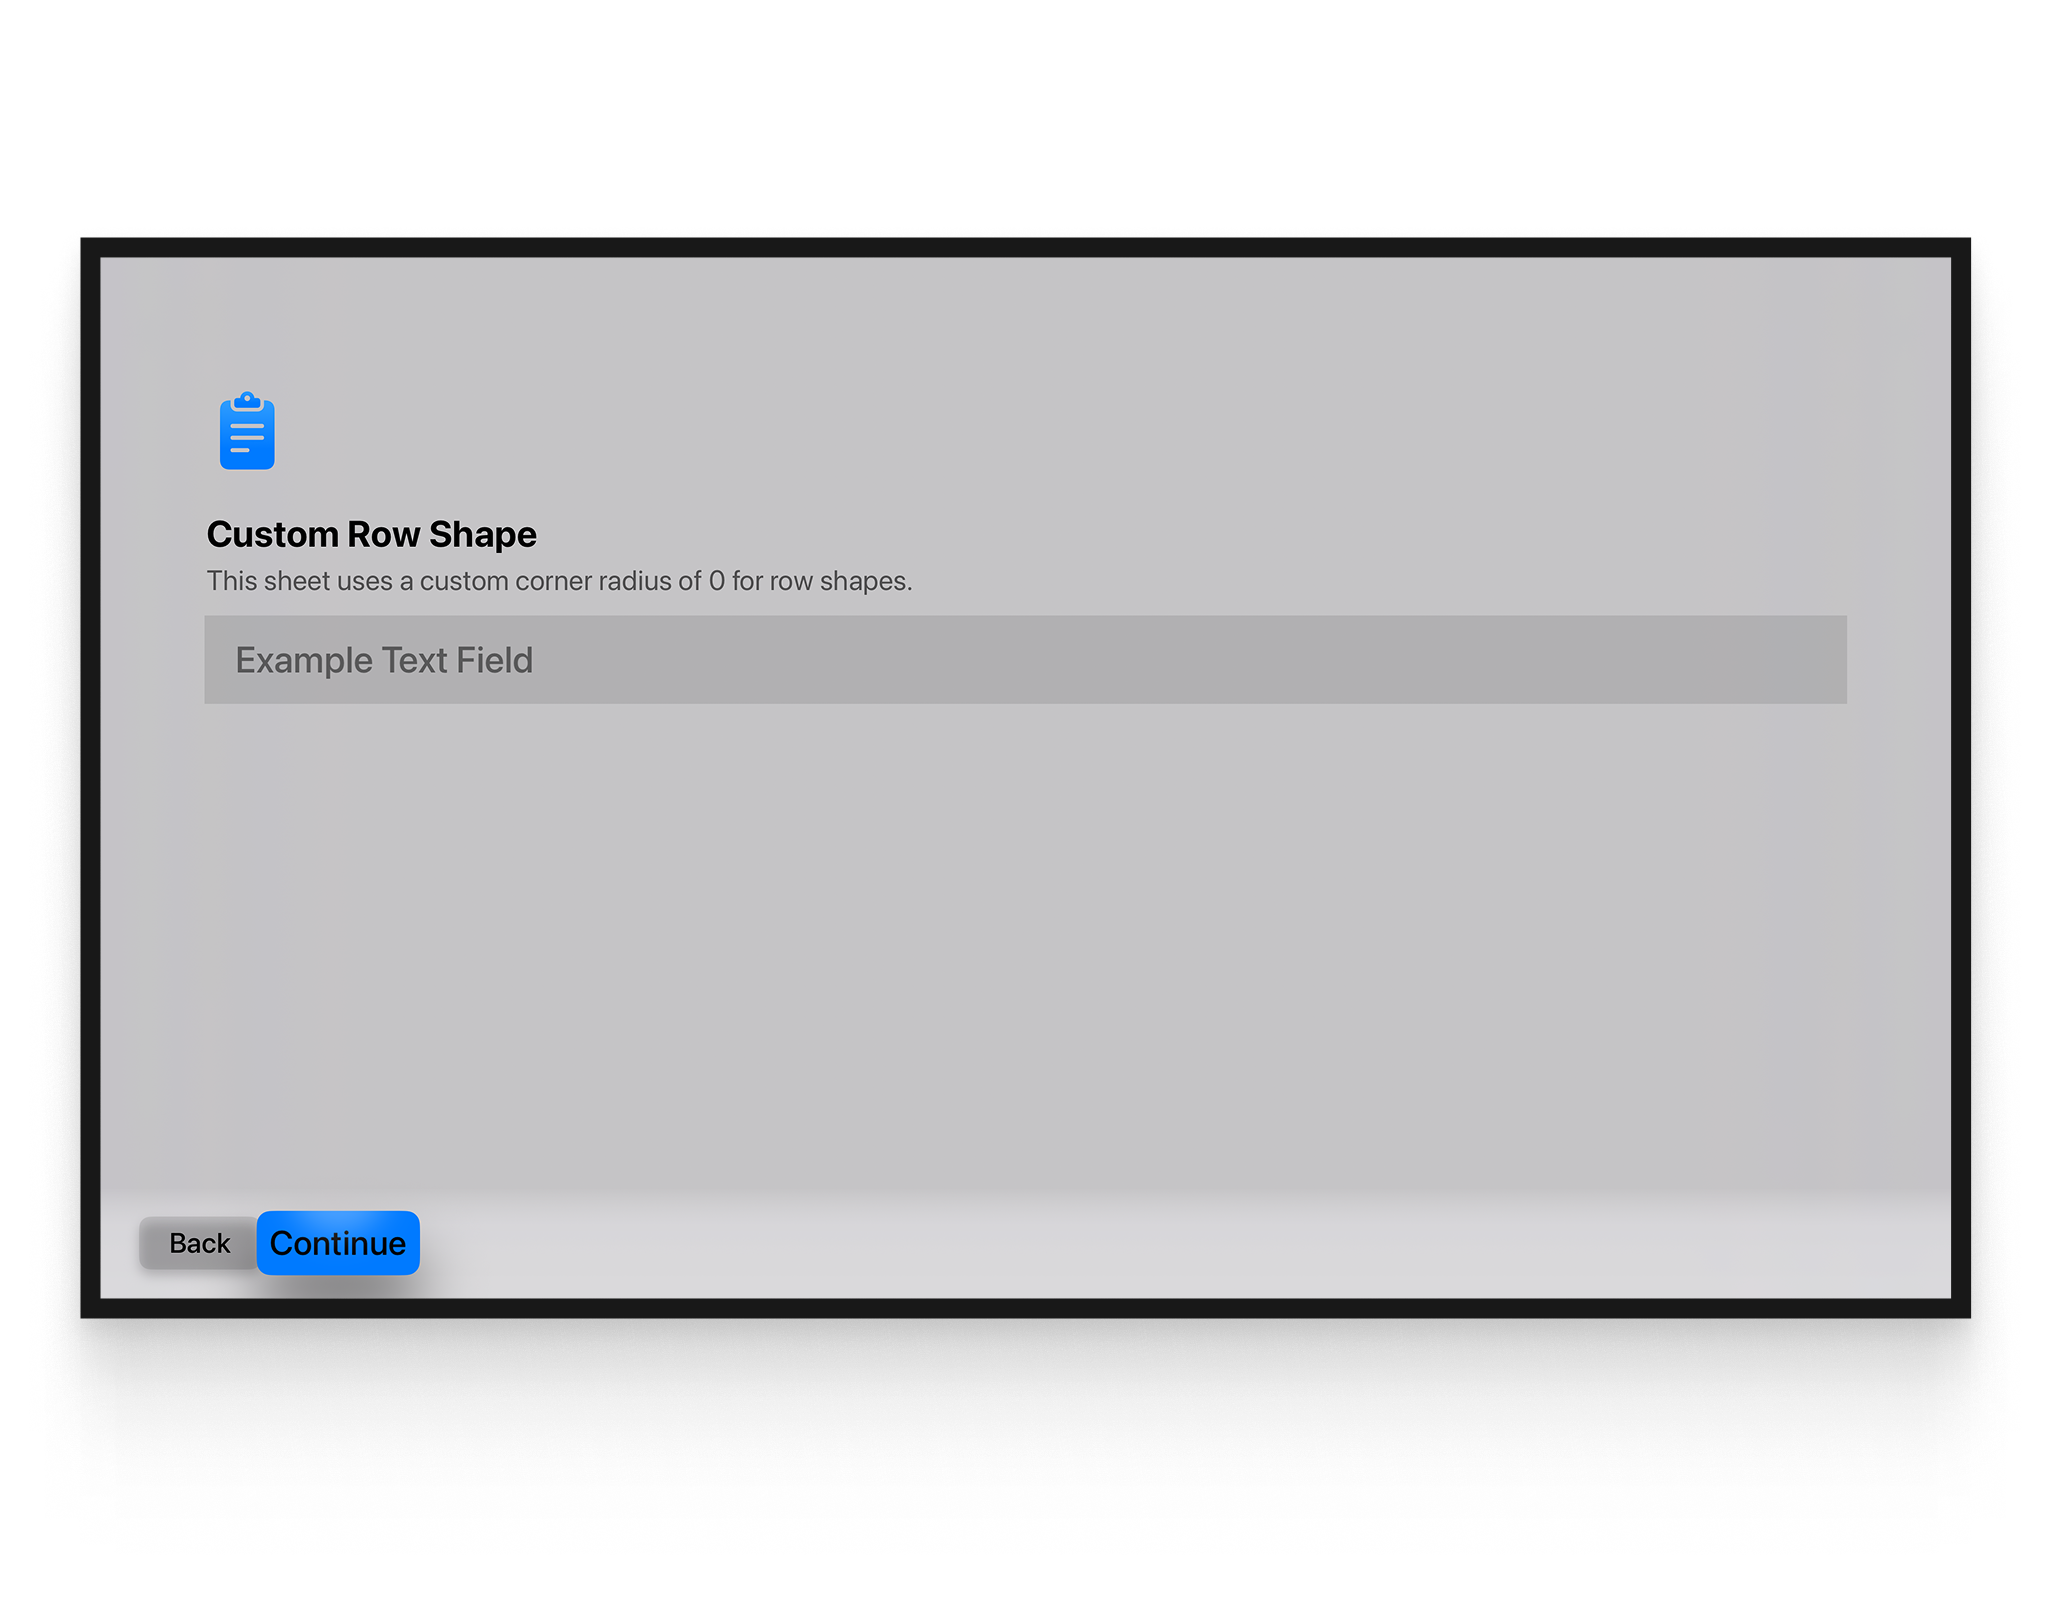 Custom Row Shape
This sheet uses a custom corner radius of 0 for row shapes.
Example Text Field
Back
Continue